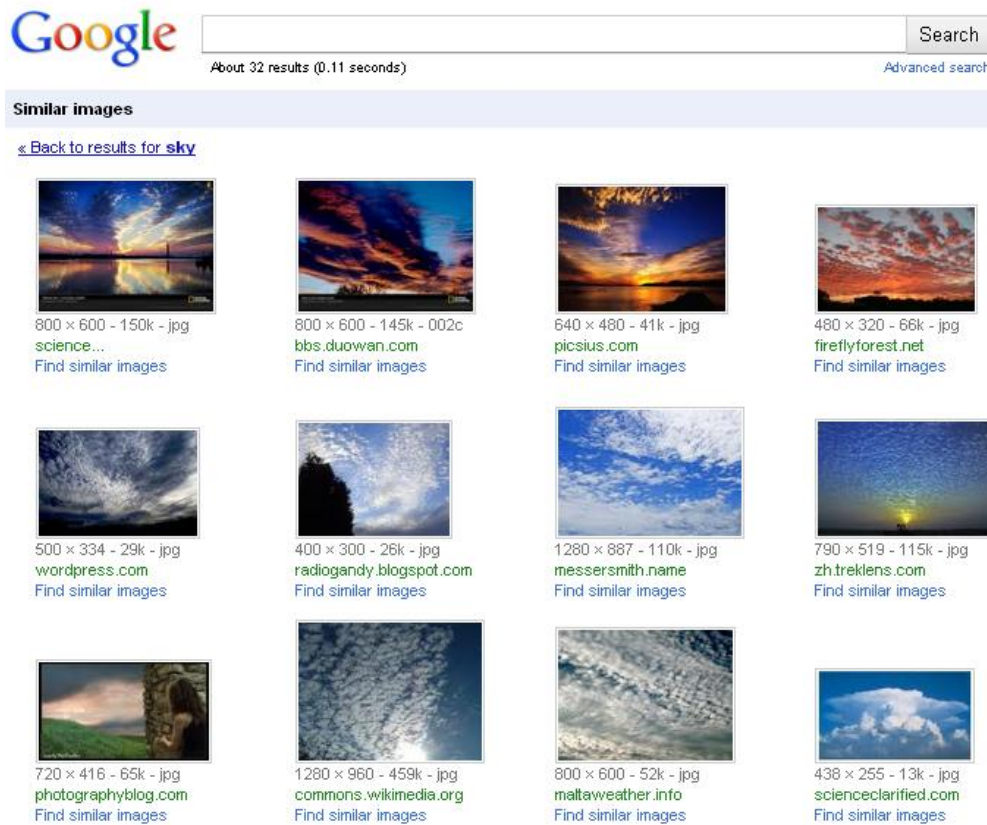 Google
Search
About 32 results (0.11 seconds)
Advanced search
Similar images
« Back to results for sky
800 × 600 - 150k - jpg
science...
Find similar images
800 × 600 - 145k - 002c
bbs.duowan.com
Find similar images
640 × 480 - 41k - jpg
picsius.com
Find similar images
480 × 320 - 66k - jpg
fireflyforest.net
Find similar images
500 × 334 - 29k - jpg
wordpress.com
Find similar images
400 × 300 - 26k - jpg
radiogandy.blogspot.com
Find similar images
1280 × 887 - 110k - jpg
messersmith.name
Find similar images
790 × 519 - 115k - jpg
zh.treklens.com
Find similar images
720 × 416 - 65k - jpg
photographyblog.com
Find similar images
1280 × 960 - 459k - jpg
commons.wikimedia.org
Find similar images
800 × 600 - 52k - jpg
maltaweather.info
Find similar images
438 × 255 - 13k - jpg
scienceclarified.com
Find similar images